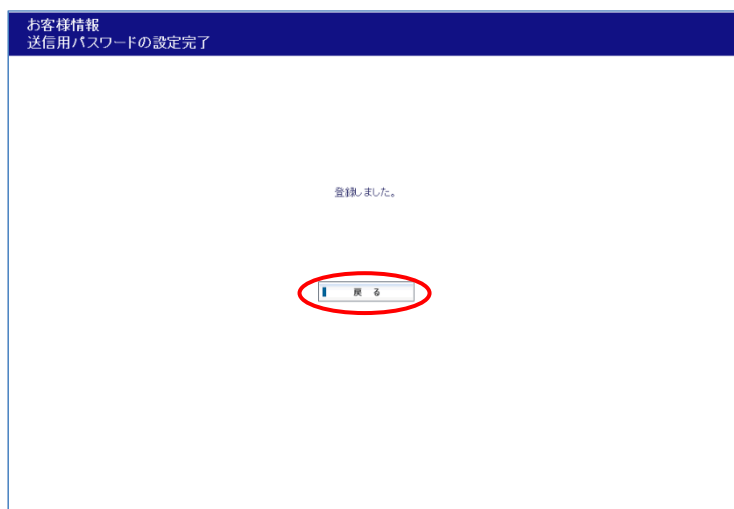 お客様情報
送信用パスワードの設定完了
登録しました。
戻 る